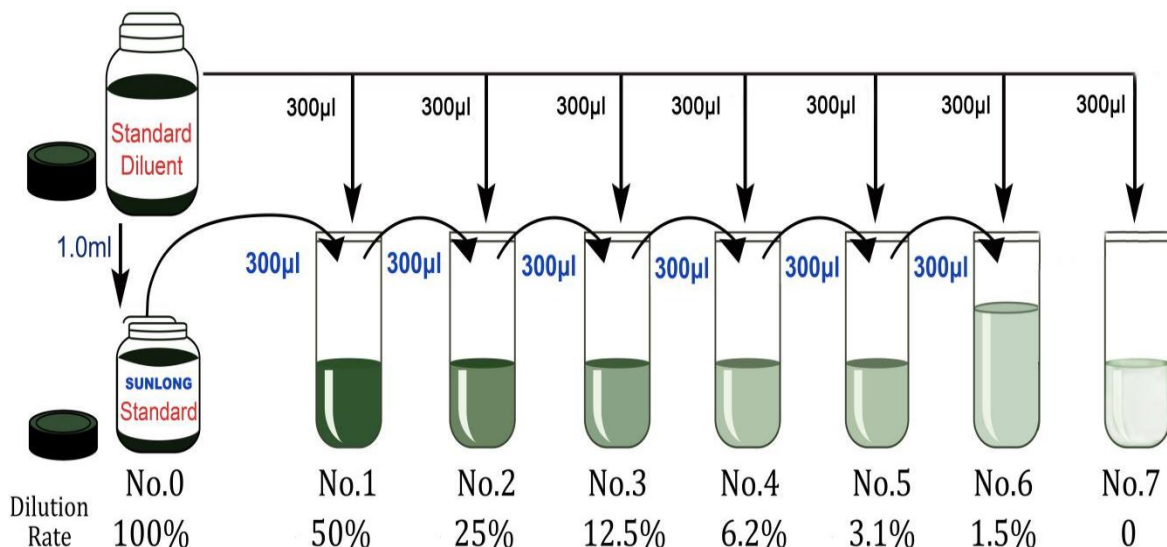 300µl 300µl 300µl 300µl 300µl 300µl 300µl
Standard
Diluent
1.0ml
300µl 300µl 300µl 300µl 300µl 300µl
SUNLONG
Standard
No.0 No.1 No.2 No.3 No.4 No.5 No.6 No.7
Dilution
Rate 100% 50% 25% 12.5% 6.2% 3.1% 1.5% 0